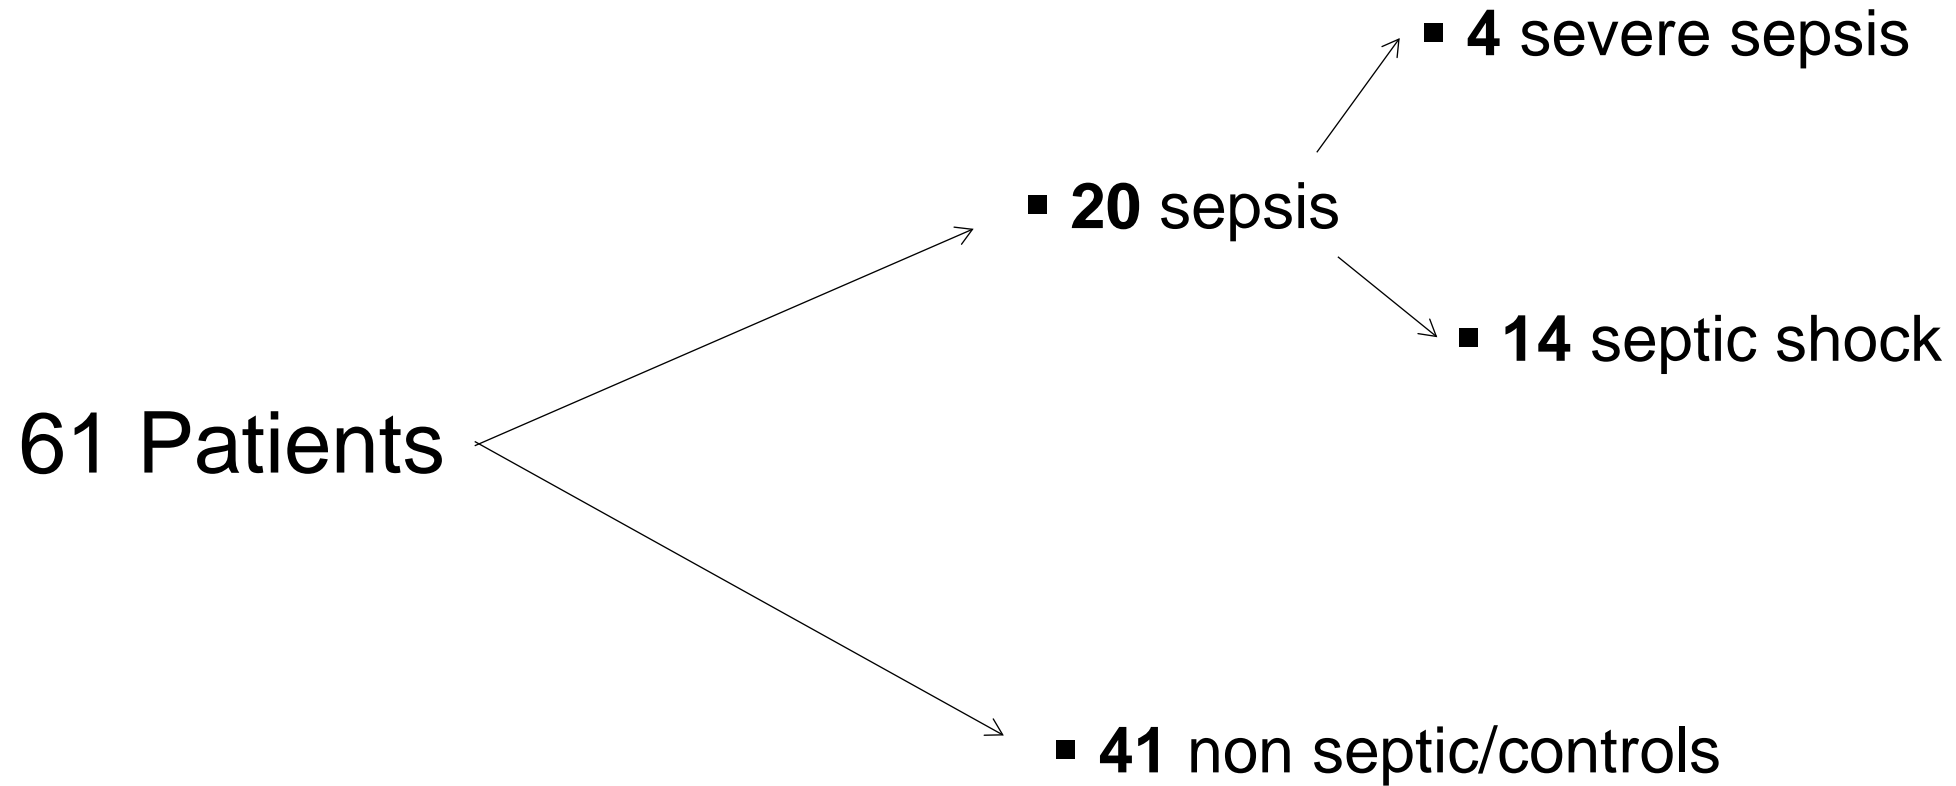 ▪ 4 severe sepsis
▪ 20 sepsis
▪ 14 septic shock
61 Patients
▪ 41 non septic/controls